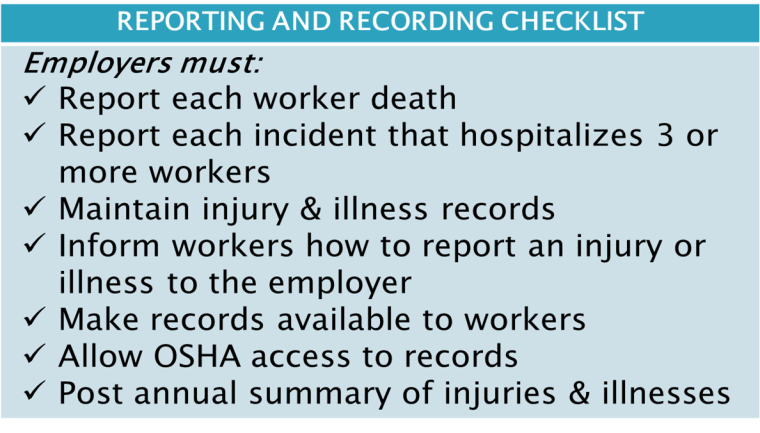 REPORTING AND RECORDING CHECKLIST
Employers must:
✓ Report each worker death
✓ Report each incident that hospitalizes 3 or
more workers
✓ Maintain injury & illness records
✓ Inform workers how to report an injury or
illness to the employer
✓ Make records available to workers
✓ Allow OSHA access to records
✓ Post annual summary of injuries & illnesses